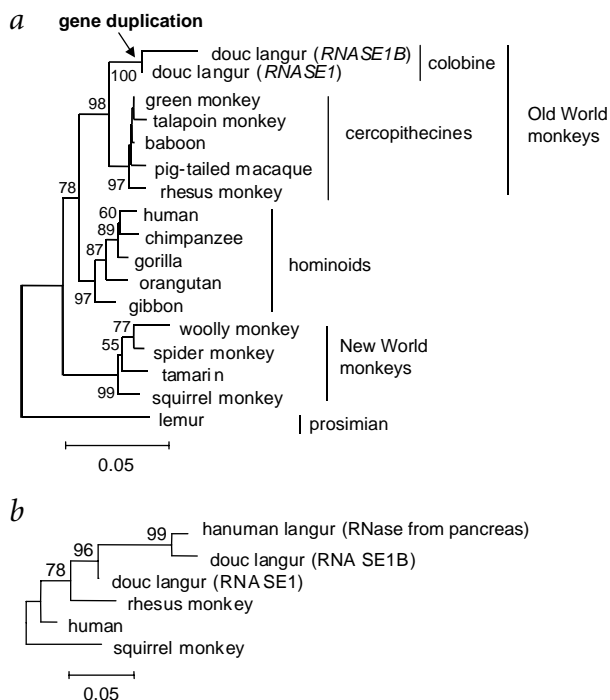 a
gene duplication
douc langur (RNASE1B)
douc langur (RNASE1)
colobine
100
98
green monkey
talapoin monkey
baboon
pig-tailed macaque
rhesus monkey
97
cercopithecines
Old World
monkeys
78
60
human
89
chimpanzee
87
gorilla
orangutan
97
gibbon
hominoids
77
woolly monkey
55
spider monkey
tamarin
99
squirrel monkey
New World
monkeys
lemur
prosimian
0.05
b
99
hanuman langur (RNase from pancreas)
96
douc langur (RNA SE1B)
78
douc langur (RNASE1)
rhesus monkey
human
squirrel monkey
0.05